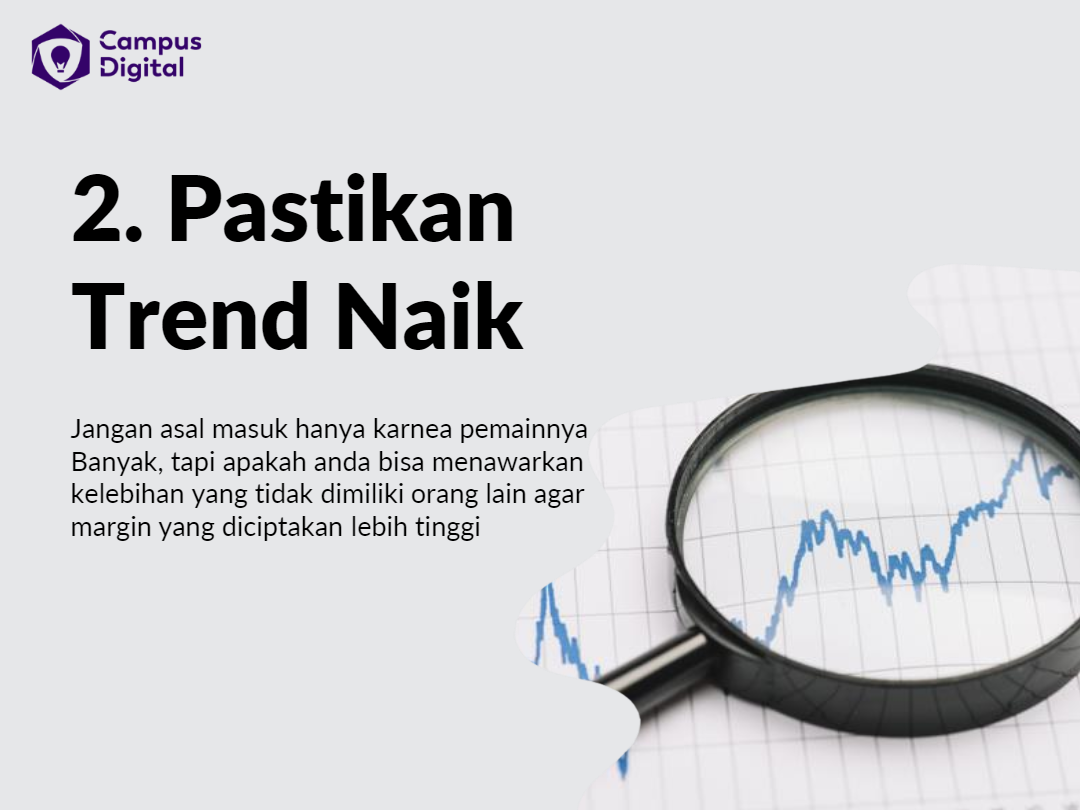 Campus
Digital
2. Pastikan
Trend Naik
Jangan asal masuk hanya karnea pemainnya
Banyak, tapi apakah anda bisa menawarkan
kelebihan yang tidak dimiliki orang lain agar
margin yang diciptakan lebih tinggi